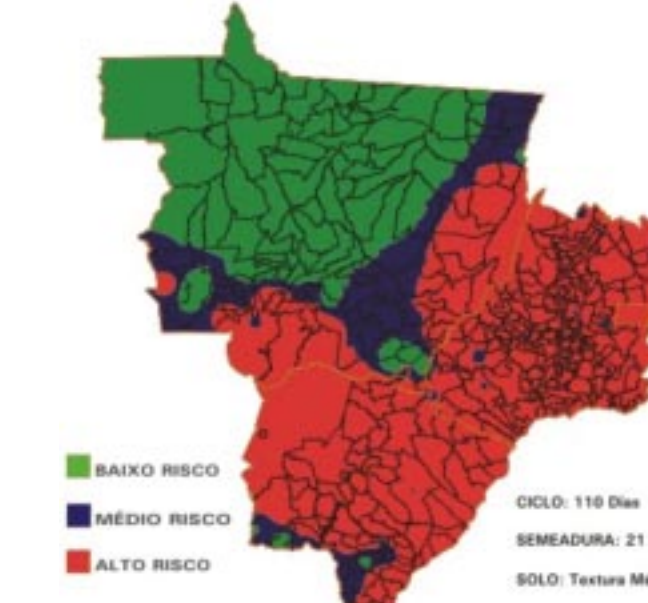 BAIXO RISCO
MÉDIO RISCO
ALTO RISCO
CICLO: 110 Dias
SEMEADURA: 21
SOLO: Textura